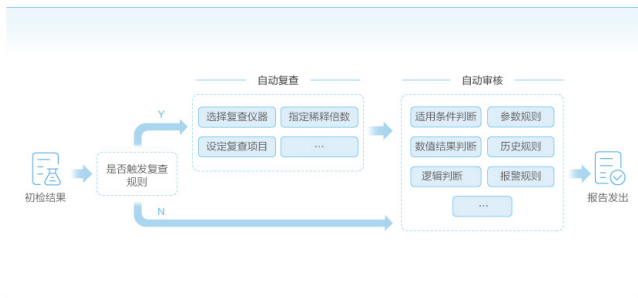 自动复查
自动审核
Y
选择复查仪器
指定稀释倍数
设定复查项目
...
初检结果
是否触发复查
规则
N
适用条件判断
参数规则
数值结果判断
历史规则
逻辑判断
报警规则
...
报告发出